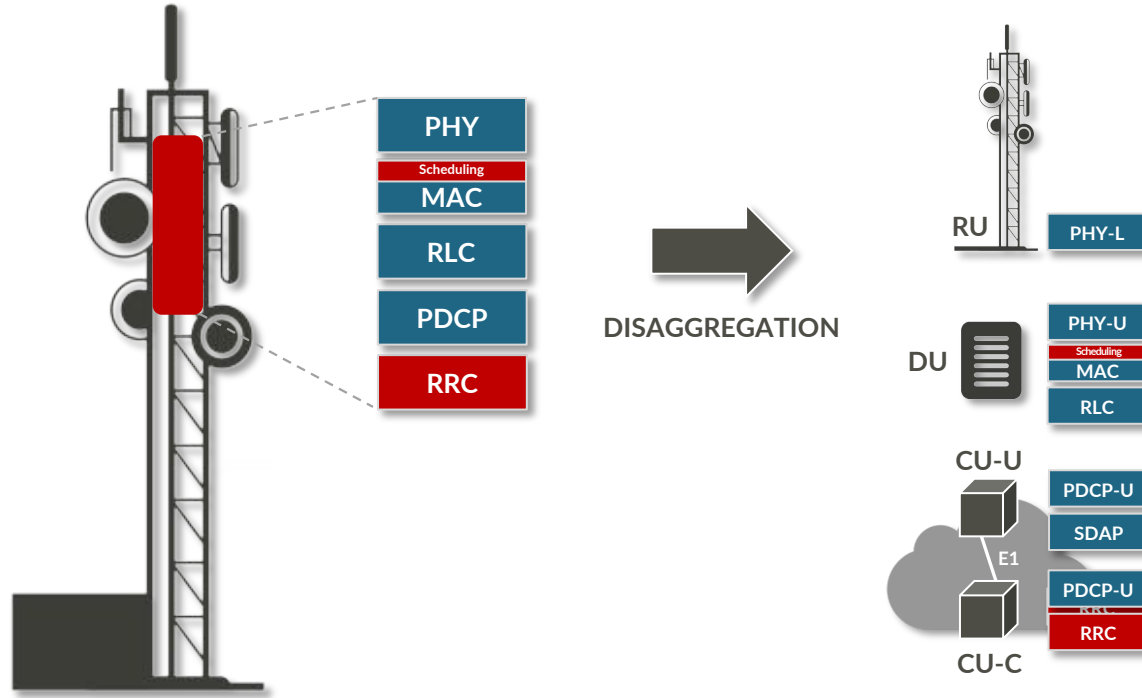 PHY
Scheduling
MAC
RLC
PDCP
RRC
DISAGGREGATION
RU
PHY-L
DU
PHY-U
Scheduling
MAC
RLC
CU-U
PDCP-U
SDAP
E1
PDCP-U
RRC
RRC
CU-C